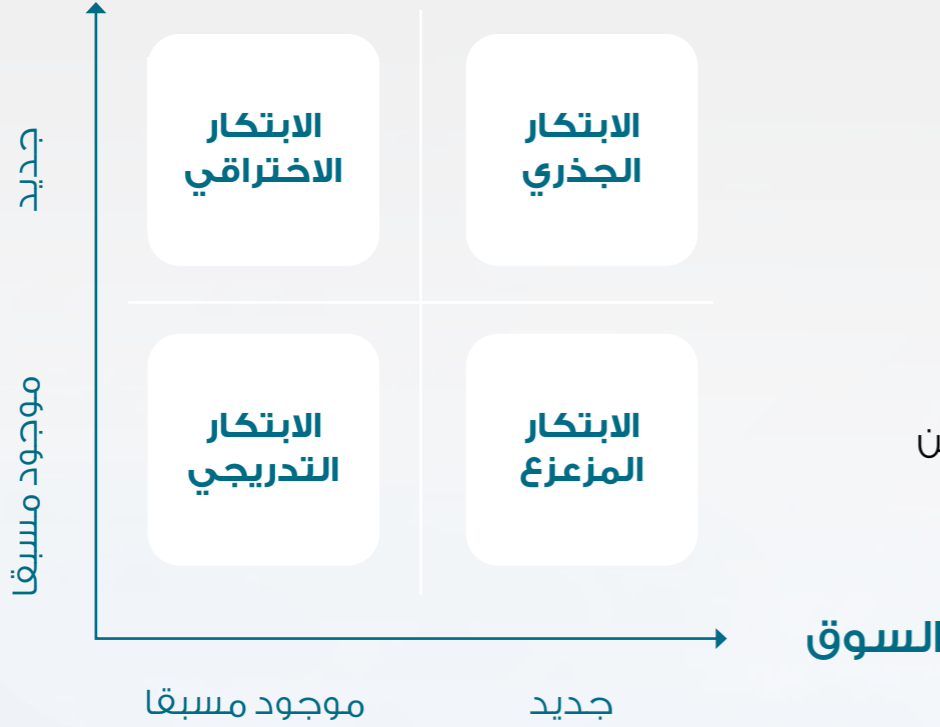 جديد
الابتكار
الاختراقي
الابتكار
الجذري
موجود مسبقا
الابتكار
التدريجي
الابتكار
المزعزع
السوق
موجود مسبقا
جديد